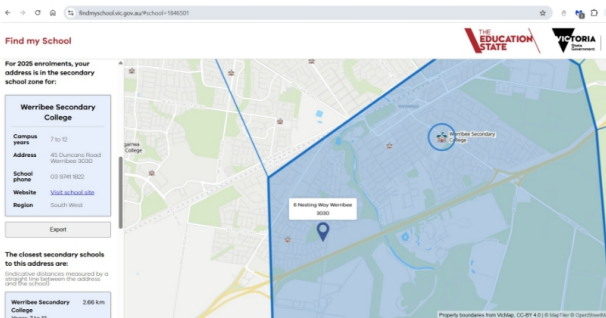 findmyschool.vic.gov.au/?school=1846501
Find my School
THE
EDUCATION
STATE
VICTORIA
State
Government
For 2025 enrolments, your
address is in the secondary
school zone for:
Werribee Secondary
College
Campus years 7 to 12
Address 45 Duncans Road
Werribee 3030
School phone 03 9741 1822
Website Visit school site
Region South West
Export
The closest secondary schools
to this address are:
(Indicative distances measured by a
straight line between the address
and the school)
Werribee Secondary 2.66 km
College
College
Werribee Secondary
College
6 Nesting Way Werribee
3030
Property boundaries from VicMap, CC-BY 4.0 | © MapTiler © OpenStreetMap